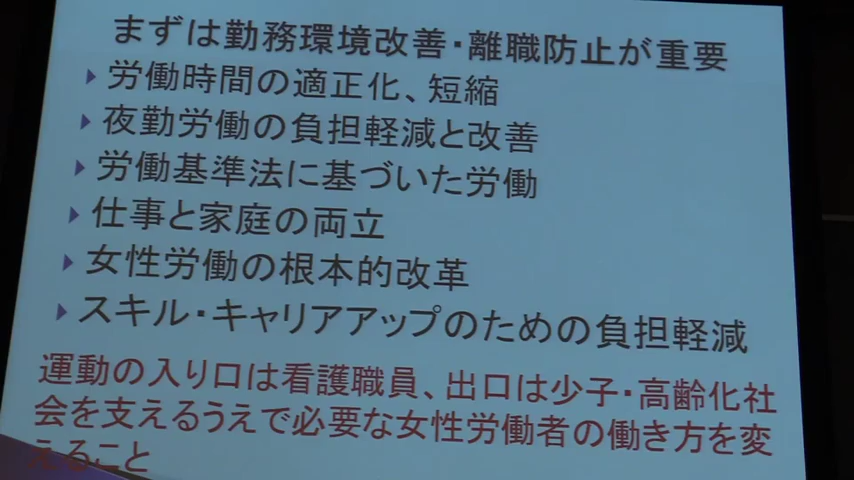 まずは勤務環境改善・離職防止が重要
労働時間の適正化、短縮
夜勤労働の負担軽減と改善
労働基準法に基づいた労働
仕事と家庭の両立
女性労働の根本的改革
スキル・キャリアアップのための負担軽減
運動の入り口は看護職員、出口は少子・高齢化社
会を支えるうえで必要な女性労働者の働き方を変
えること